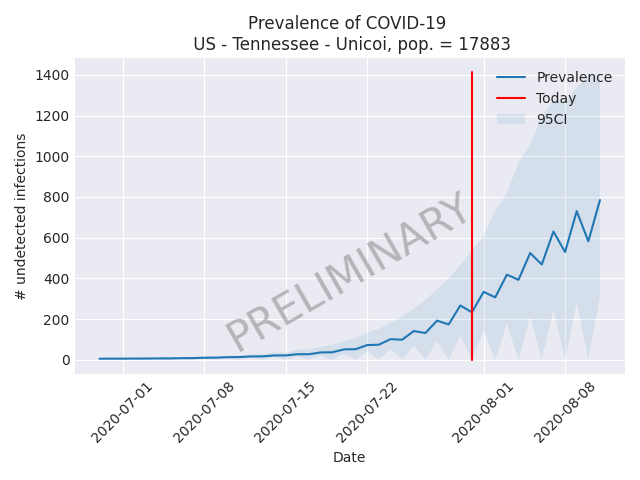 Prevalence of COVID-19
US - Tennessee - Unicoi, pop. = 17883
# undetected infections
1400
1200
1000
800
600
400
200
0
Prevalence
Today
95CI
PRELIMINARY
2020-07-01
2020-07-08
2020-07-15
2020-07-22
2020-08-01
2020-08-08
Date